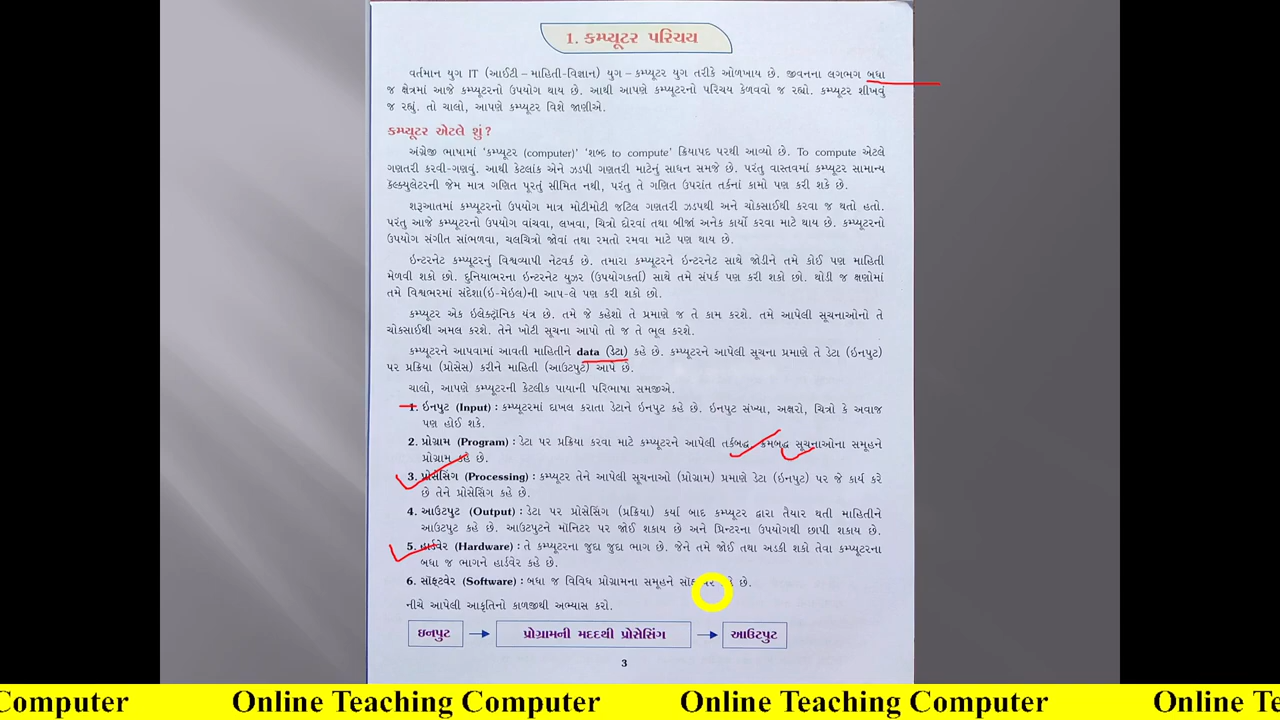 1. કમ્પ્યૂટર પરિચય
વર્તમાન યુગ IT (આઈટી – માહિતી-વિજ્ઞાન) યુગ – કમ્પ્યૂટર યુગ તરીકે ઓળખાય છે. જીવનના લગભગ બધા
જ ક્ષેત્રમાં આજે કમ્પ્યૂટરનો ઉપયોગ થાય છે. આથી આપણે કમ્પ્યૂટરનો પરિચય કેળવવો જ રહ્યો. કમ્પ્યૂટર શીખવું
જ રહ્યું. તો ચાલો, આપણે કમ્પ્યૂટર વિશે જાણીએ.
કમ્પ્યૂટર એટલે શું?
અંગ્રેજી ભાષામાં 'કમ્પ્યૂટર (computer)' 'શબ્દ to compute' ક્રિયાપદ પરથી આવ્યો છે. To compute એટલે
ગણતરી કરવી-ગણવું. આથી કેટલાંક એને ઝડપી ગણતરી માટેનું સાધન સમજે છે. પરંતુ વાસ્તવમાં કમ્પ્યૂટર સામાન્ય
કેલ્ક્યુલેટરની જેમ માત્ર ગણિત પૂરતું સીમિત નથી, પરંતુ તે ગણિત ઉપરાંત તર્કનાં કામો પણ કરી શકે છે.
શરૂઆતમાં કમ્પ્યૂટરનો ઉપયોગ માત્ર મોટીમોટી જટિલ ગણતરી ઝડપથી અને ચોકસાઈથી કરવા જ થતો હતો.
પરંતુ આજે કમ્પ્યૂટરનો ઉપયોગ વાંચવા, લખવા, ચિત્રો દોરવાં તથા બીજાં અનેક કાર્યો કરવા માટે થાય છે. કમ્પ્યૂટરનો
ઉપયોગ સંગીત સાંભળવા, ચલચિત્રો જોવાં તથા રમતો રમવા માટે પણ થાય છે.
ઇન્ટરનેટ કમ્પ્યૂટરનું વિશ્વવ્યાપી નેટવર્ક છે. તમારા કમ્પ્યૂટરને ઇન્ટરનેટ સાથે જોડીને તમે કોઈ પણ માહિતી
મેળવી શકો છો. દુનિયાભરના ઇન્ટરનેટ યુઝર (ઉપયોગકર્તા) સાથે તમે સંપર્ક પણ કરી શકો છો. થોડી જ ક્ષણોમાં
તમે વિશ્વભરમાં સંદેશા(ઇ-મેઇલ)ની આપ-લે પણ કરી શકો છો.
કમ્પ્યૂટર એક ઇલેક્ટ્રૉનિક યંત્ર છે. તમે જે કહેશો તે પ્રમાણે જ તે કામ કરશે. તમે આપેલી સૂચનાઓનો તે
ચોકસાઈથી અમલ કરશે. તેને ખોટી સૂચના આપો તો જ તે ભૂલ કરશે.
કમ્પ્યૂટરને આપવામાં આવતી માહિતીને data (ડેટા) કહે છે. કમ્પ્યૂટરને આપેલી સૂચના પ્રમાણે તે ડેટા (ઇનપુટ)
પર પ્રક્રિયા (પ્રોસેસ) કરીને માહિતી (આઉટપુટ) આપે છે.
ચાલો, આપણે કમ્પ્યૂટરની કેટલીક પાયાની પરિભાષા સમજીએ.
1. ઇનપુટ (Input) : કમ્પ્યૂટરમાં દાખલ કરાતા ડેટાને ઇનપુટ કહે છે. ઇનપુટ સંખ્યા, અક્ષરો, ચિત્રો કે અવાજ
પણ હોઈ શકે.
2. પ્રોગ્રામ (Program) : ડેટા પર પ્રક્રિયા કરવા માટે કમ્પ્યૂટરને આપેલી તર્કબદ્ધ ક્રમબદ્ધ સૂચનાઓના સમૂહને
પ્રોગ્રામ કહે છે.
3. પ્રોસેસિંગ (Processing) : કમ્પ્યૂટર તેને આપેલી સૂચનાઓ (પ્રોગ્રામ) પ્રમાણે ડેટા (ઇનપુટ) પર જે કાર્ય કરે
છે તેને પ્રોસેસિંગ કહે છે.
4. આઉટપુટ (Output) : ડેટા પર પ્રોસેસિંગ (પ્રક્રિયા) કર્યા બાદ કમ્પ્યૂટર દ્વારા તૈયાર થતી માહિતીને
આઉટપુટ કહે છે. આઉટપુટને મૉનિટર પર જોઈ શકાય છે અને પ્રિન્ટરના ઉપયોગથી છાપી શકાય છે.
5. હાર્ડવેર (Hardware) : તે કમ્પ્યૂટરના જુદા જુદા ભાગ છે. જેને તમે જોઈ તથા અડકી શકો તેવા કમ્પ્યૂટરના
બધા જ ભાગને હાર્ડવેર કહે છે.
6. સૉફ્ટવેર (Software) : બધા જ વિવિધ પ્રોગ્રામના સમૂહને છે.
નીચે આપેલી આકૃતિનો કાળજીથી અભ્યાસ કરો.
ઇનપુટ → પ્રોગ્રામની મદદથી પ્રોસેસિંગ → આઉટપુટ
3
Computer Online Teaching Computer Online Teaching Computer Online